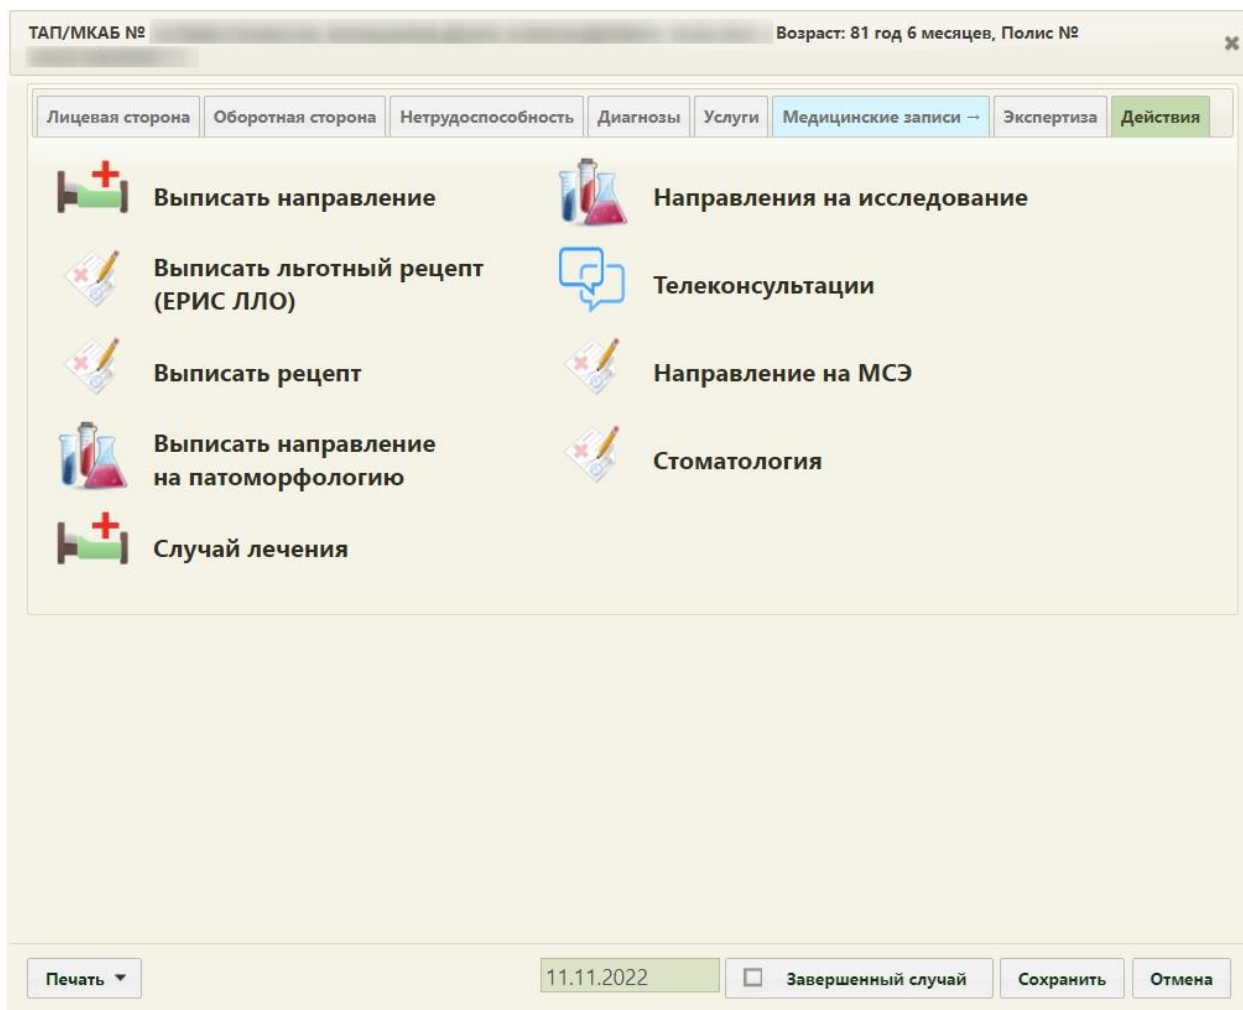 ТАП/МКАБ № Возраст: 81 год 6 месяцев, Полис №
Лицевая сторона Оборотная сторона Нетрудоспособность Диагнозы Услуги Медицинские записи → Экспертиза Действия
Выписать направление
Направления на исследование
Выписать льготный рецепт
(ЕРИС ЛЛО)
Телеконсультации
Выписать рецепт
Направление на МСЭ
Выписать направление
на патоморфологию
Стоматология
Случай лечения
Печать 11.11.2022 Завершенный случай Сохранить Отмена